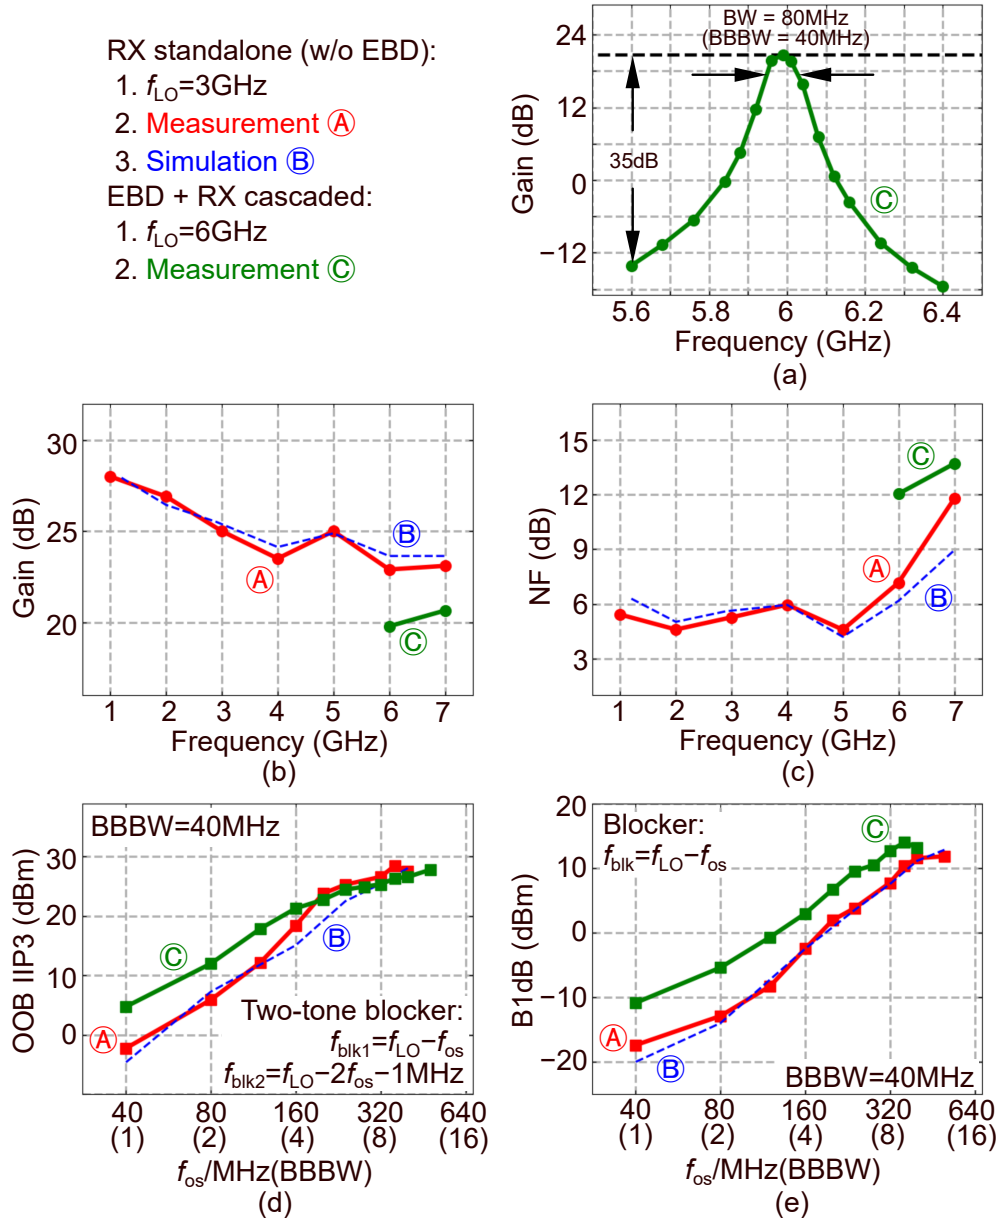 RX standalone (w/o EBD):
1. fLO=3GHz
2. Measurement Ⓐ
3. Simulation Ⓑ
EBD + RX cascaded:
1. fLO=6GHz
2. Measurement Ⓒ
BW = 80MHz
(BBBW = 40MHz)
35dB
Ⓒ
Gain (dB)
24
12
0
−12
5.6 5.8 6 6.2 6.4
Frequency (GHz)
(a)
Gain (dB)
30
25
20
Ⓐ
Ⓑ
Ⓒ
1 2 3 4 5 6 7
Frequency (GHz)
(b)
NF (dB)
15
12
9
6
3
Ⓒ
Ⓐ
Ⓑ
1 2 3 4 5 6 7
Frequency (GHz)
(c)
OOB IIP3 (dBm)
30
20
10
0
BBBW=40MHz
Ⓒ
Ⓑ
Ⓐ
Two-tone blocker:
fblk1=fLO−fos
fblk2=fLO−2fos−1MHz
40 80 160 320 640
(1) (2) (4) (8) (16)
fos/MHz(BBBW)
(d)
B1dB (dBm)
20
10
0
−10
−20
Blocker:
fblk=fLO−fos
Ⓒ
Ⓐ
Ⓑ
BBBW=40MHz
40 80 160 320 640
(1) (2) (4) (8) (16)
fos/MHz(BBBW)
(e)